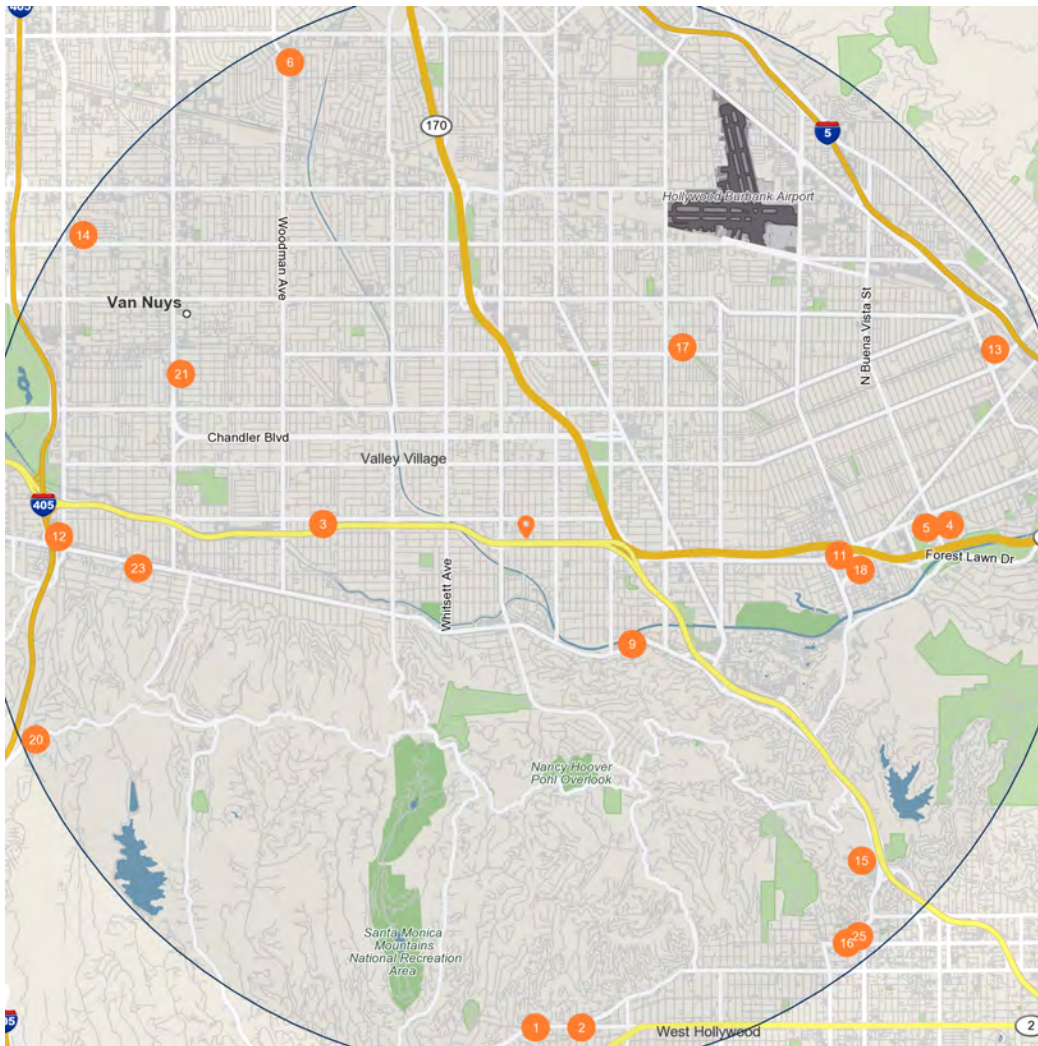 6
170
5
Hollywood Burbank Airport
14
Woodman Ave
Van Nuys
N Buena Vista St
17
13
21
Chandler Blvd
Valley Village
405
3
5
4
12
11
Forest Lawn Dr
23
18
Whitsett Ave
9
20
Nancy Hoover
Pohl Overlook
15
Santa Monica
Mountains
National Recreation
Area
25
16
1
2
West Hollywood
2